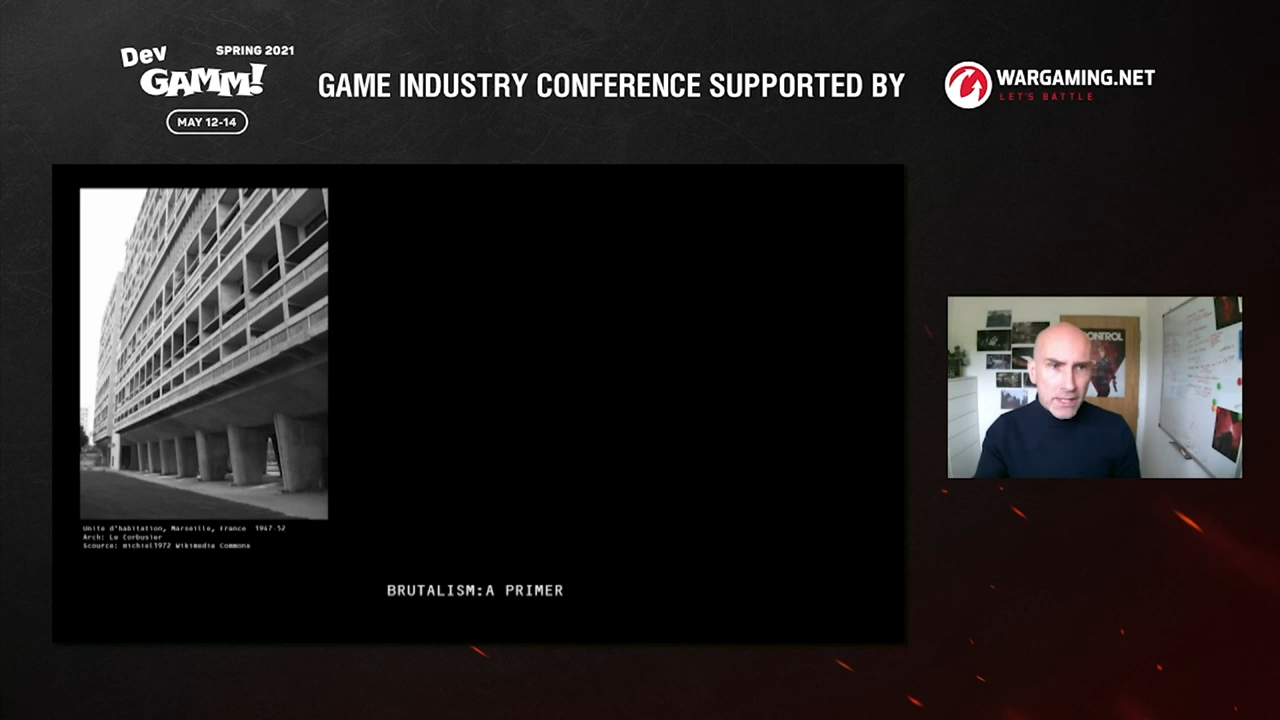 Dev
GAMM!
SPRING 2021
MAY 12-14
GAME INDUSTRY CONFERENCE SUPPORTED BY
WARGAMING.NET
LET'S BATTLE
Unite d'habitation, Marseille, France 1947-52
Arch: Le Corbusier
Scource: michiel1972 Wikimedia Commons
BRUTALISM:A PRIMER
CONTROL